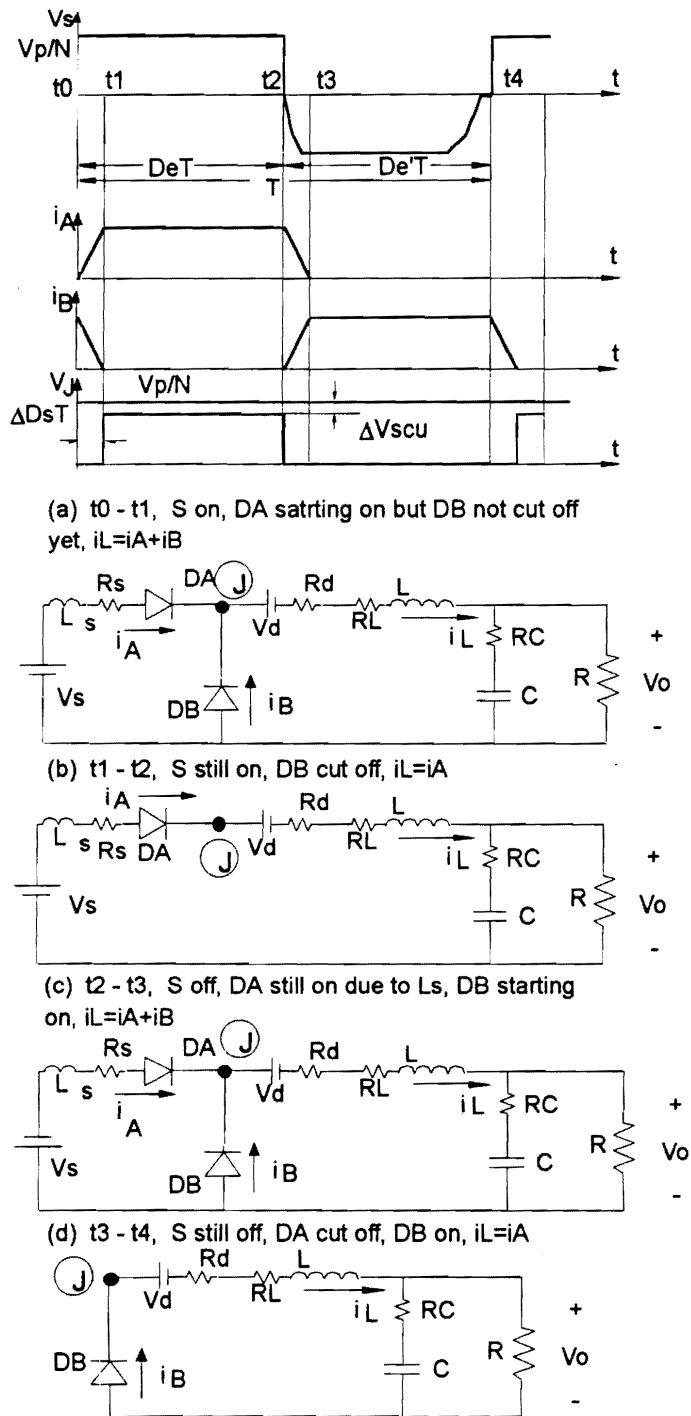 Vs
Vp/N
t0 t1 t2 t3 t4 t
DeT De'T
T
iA
t
iB
t
VJ Vp/N
ΔDsT ΔVscu
t
(a) t0 - t1, S on, DA satrting on but DB not cut off
yet, iL=iA+iB
Rs DA J Rd L
L s iA Vd RL iL RC
Vs DB iB C R Vo
+
-
(b) t1 - t2, S still on, DB cut off, iL=iA
iA Rd L
L s Rs DA J Vd RL iL RC
Vs C R Vo
+
-
(c) t2 - t3, S off, DA still on due to Ls, DB starting
on, iL=iA+iB
Rs DA J Rd L
L s iA Vd RL iL RC
Vs DB iB C R Vo
+
-
(d) t3 - t4, S still off, DA cut off, DB on, iL=iA
J Rd L
Vd RL iL RC
DB iB C R Vo
+
-